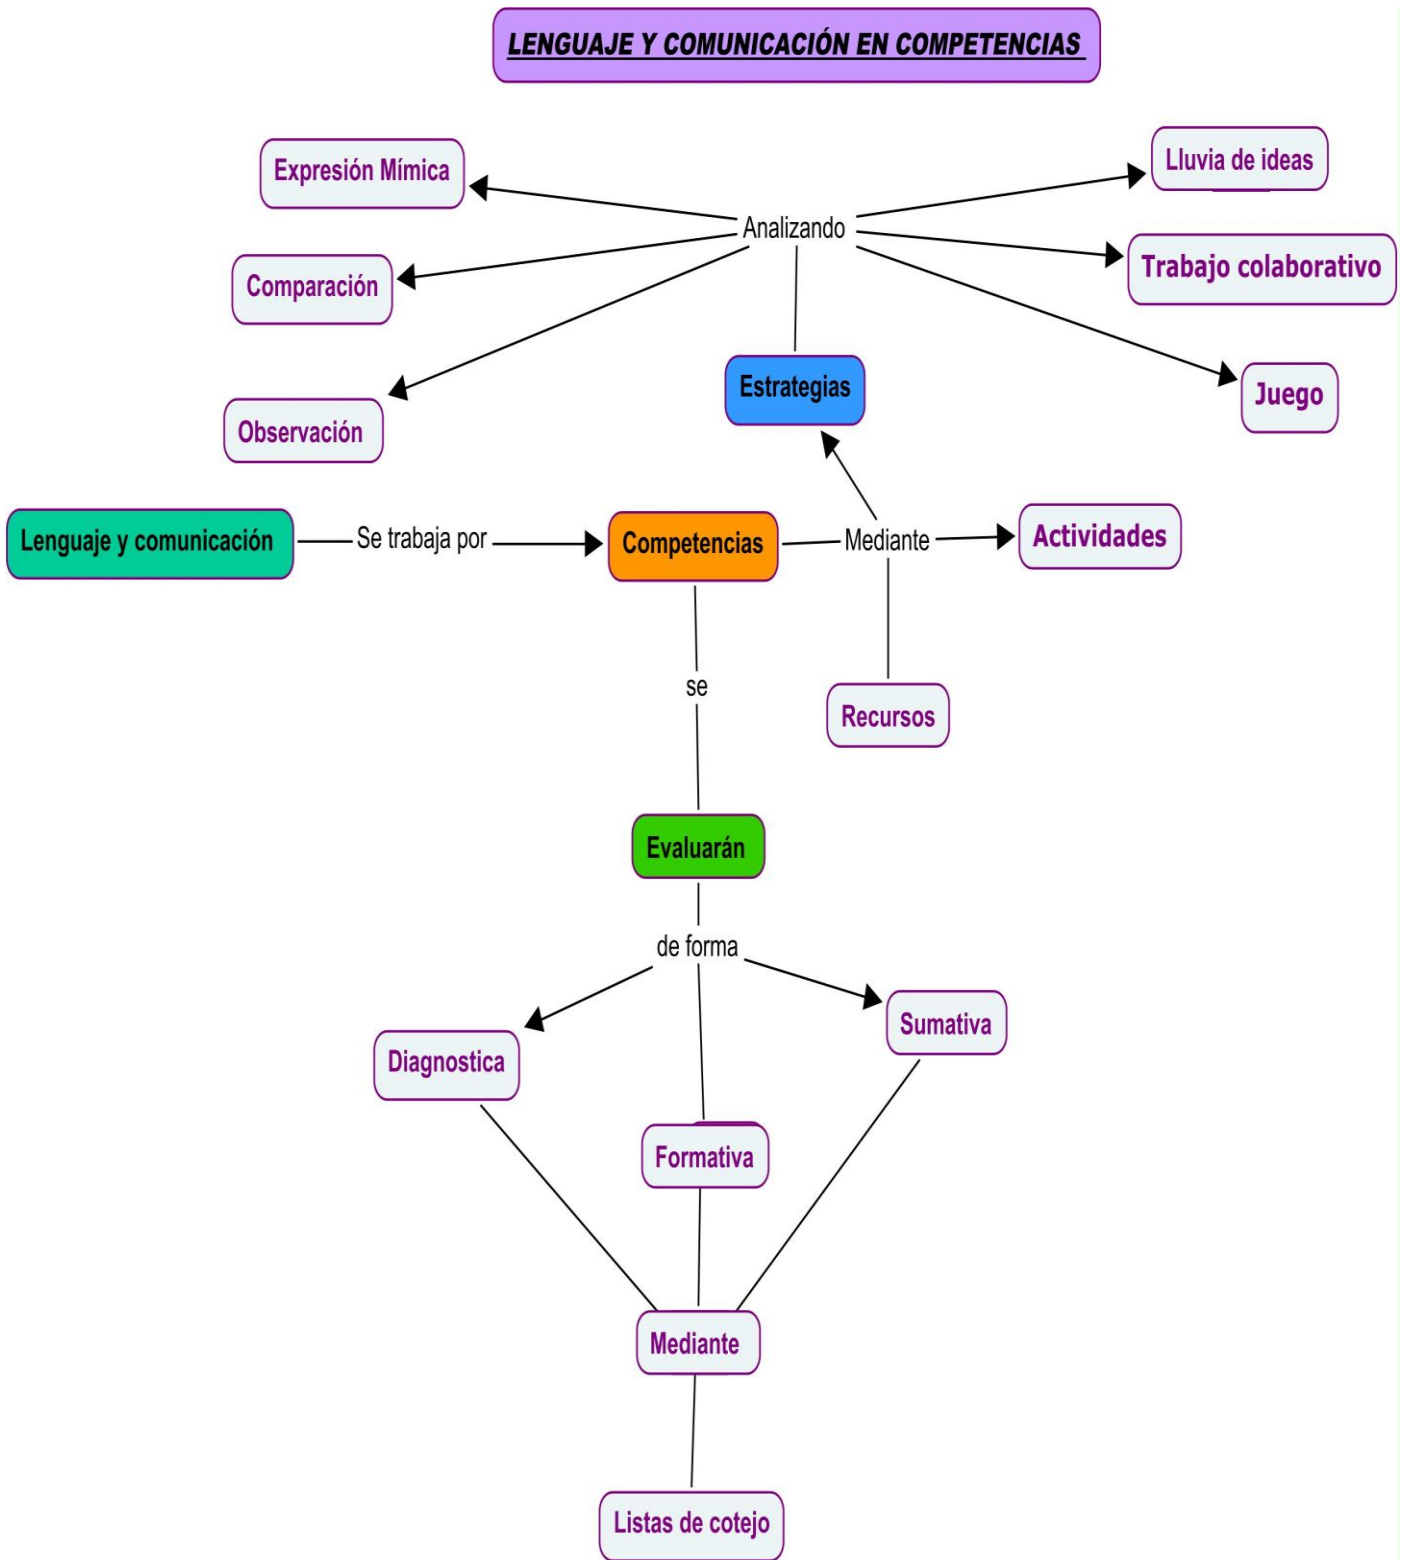 LENGUAJE Y COMUNICACIÓN EN COMPETENCIAS
Expresión Mímica
Lluvia de ideas
Analizando
Comparación
Trabajo colaborativo
Estrategias
Juego
Observación
Lenguaje y comunicación
Se trabaja por
Competencias
Mediante
Actividades
se
Recursos
Evaluarán
de forma
Diagnostica
Sumativa
Formativa
Mediante
Listas de cotejo